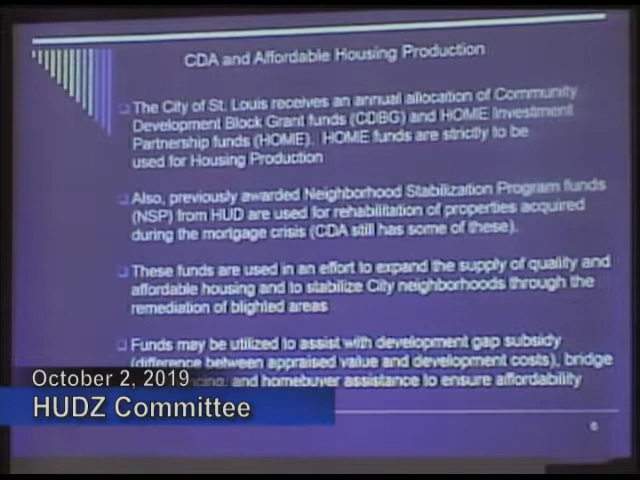 CDA and Affordable Housing Production
The City of St. Louis receives an annual allocation of Community
Development Block Grant funds (CDBG) and HOME Investment
Partnership funds (HOME). HOME funds are strictly to be
used for Housing Production
Also, previously awarded Neighborhood Stabilization Program funds
(NSP) from HUD are used for rehabilitation of properties acquired
during the mortgage crisis (CDA still has some of these).
These funds are used in an effort to expand the supply of quality and
affordable housing and to stabilize City neighborhoods through the
remediation of blighted areas
Funds may be utilized to assist with development gap subsidy
(difference between appraised value and development costs), bridge
and homebuyer assistance to ensure affordability
October 2, 2019
HUDZ Committee
6